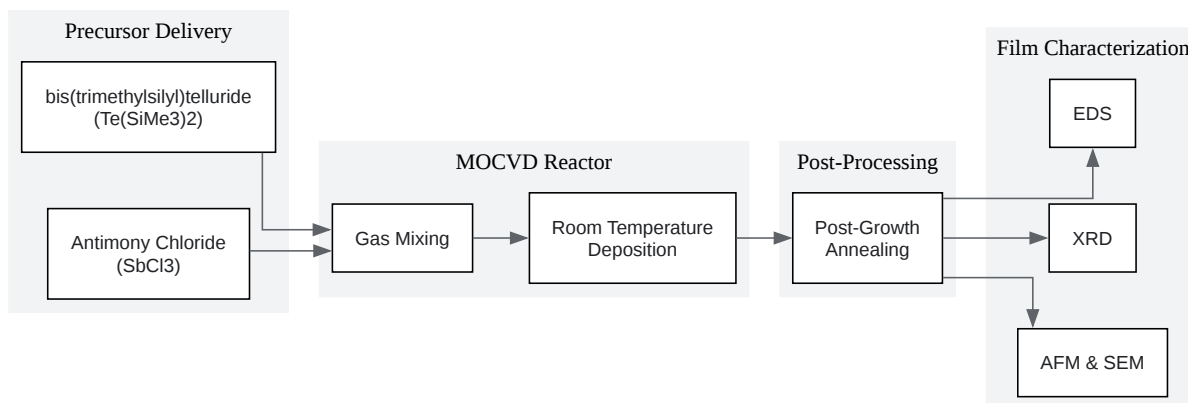 Precursor Delivery
bis(trimethylsilyl)telluride
(Te(SiMe3)2)
Antimony Chloride
(SbCl3)
MOCVD Reactor
Gas Mixing
Room Temperature
Deposition
Post-Processing
Post-Growth
Annealing
Film Characterization
EDS
XRD
AFM & SEM